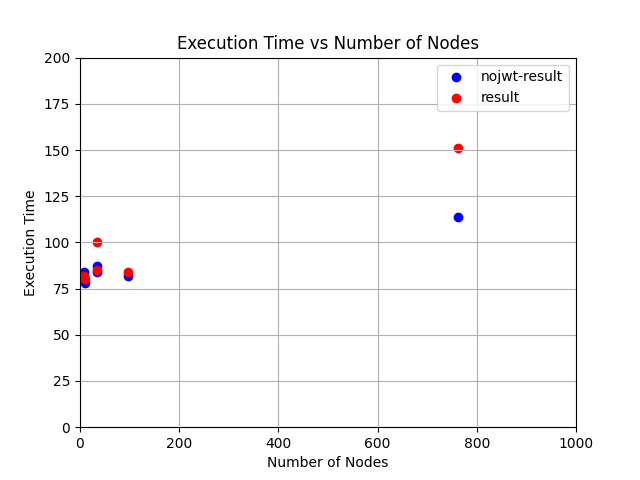 Execution Time vs Number of Nodes
nojwt-result
result
200
175
150
125
100
75
50
25
0
Execution Time
0 200 400 600 800 1000
Number of Nodes